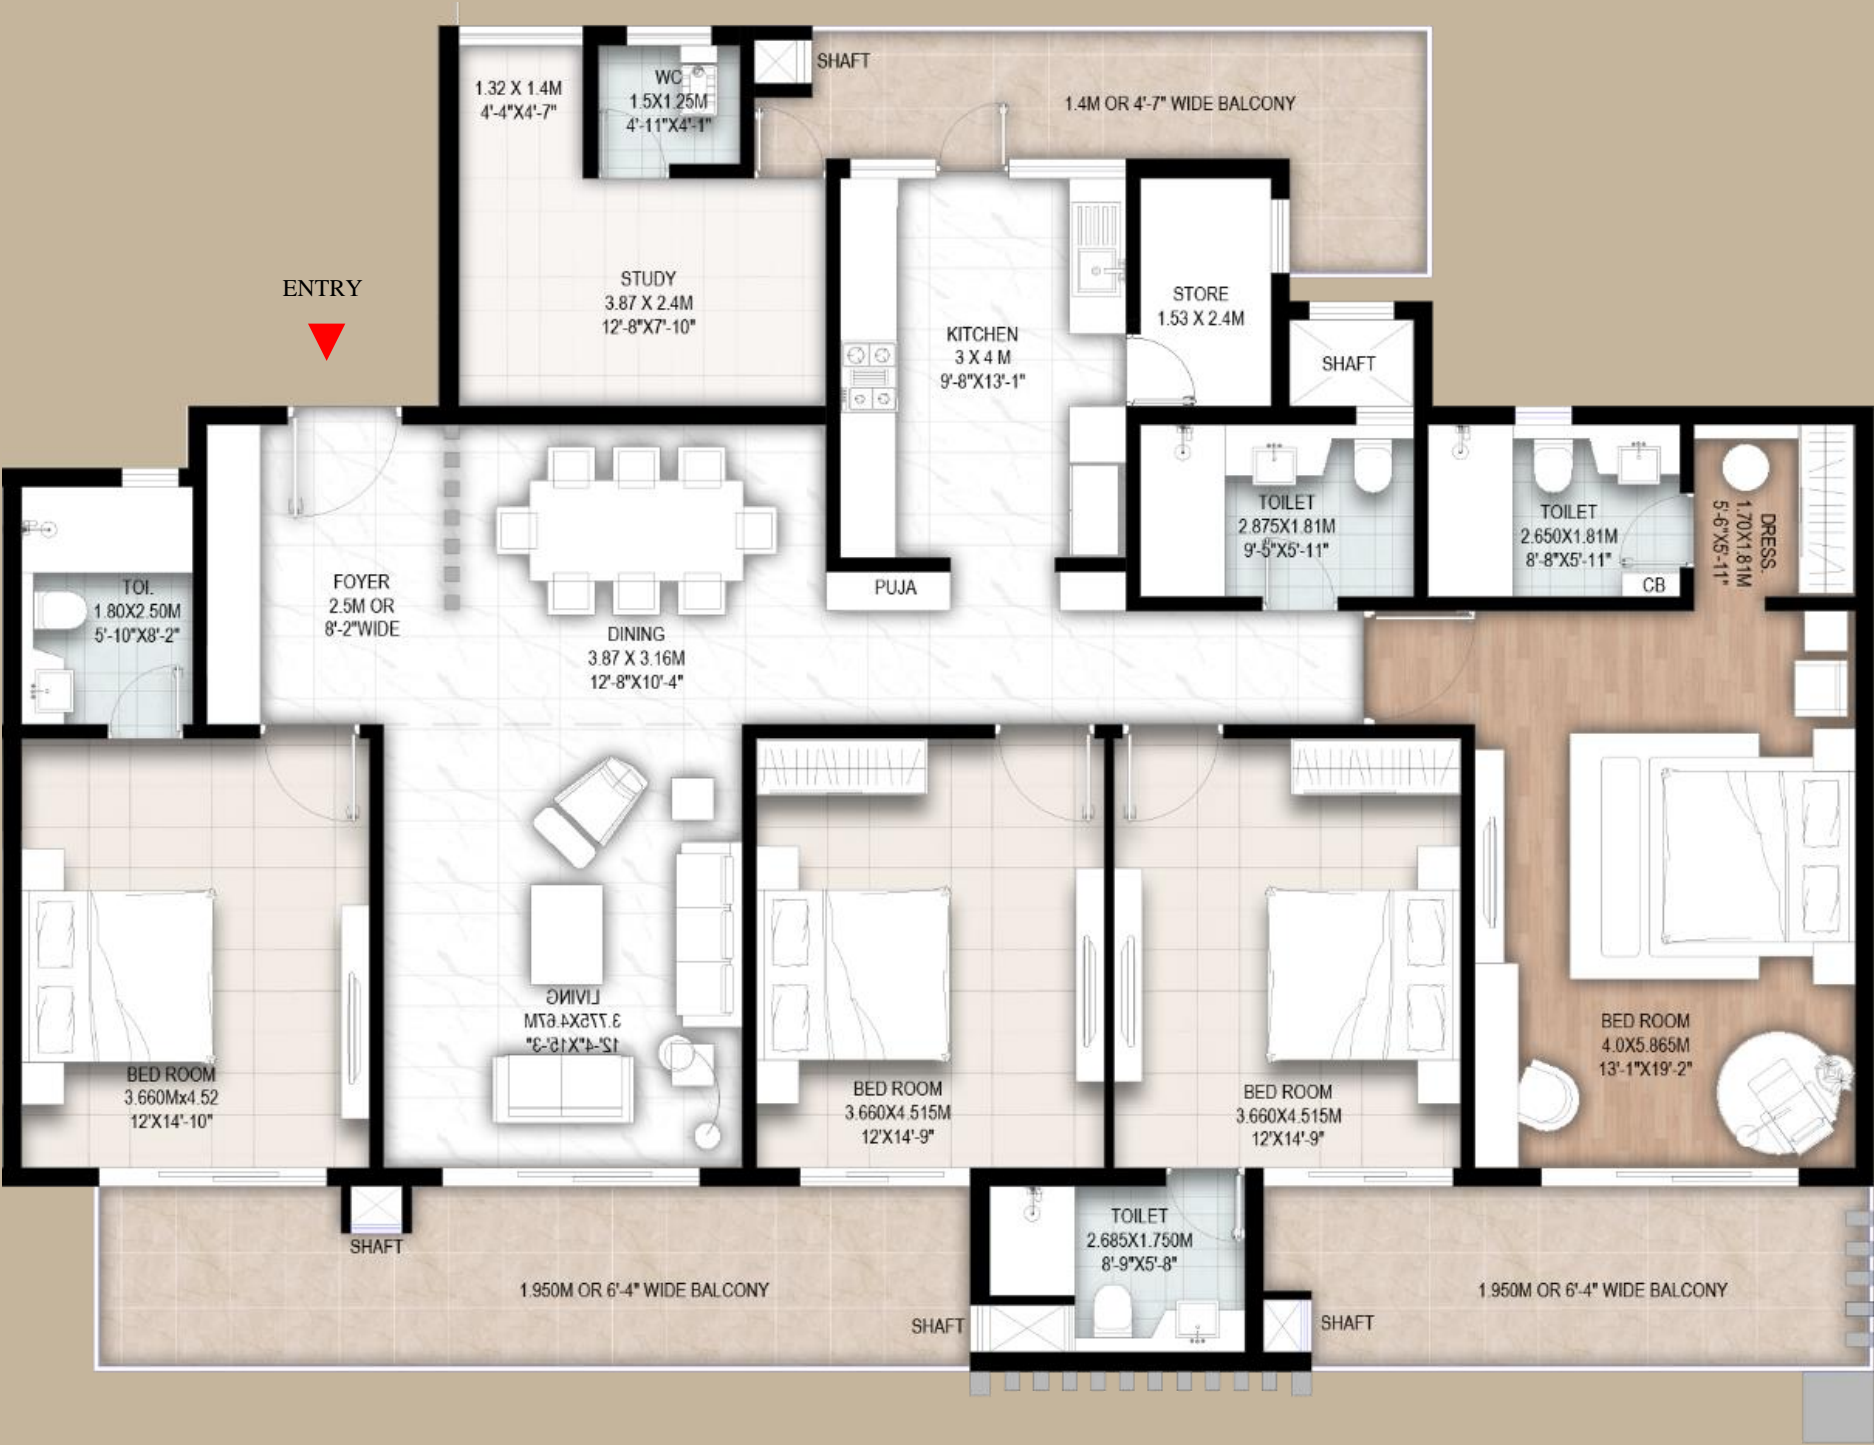 1.32 X 1.4M
4'-4"X4'-7"
WC
1.5X1.25M
4'-11"X4'-1"
SHAFT
1.4M OR 4'-7" WIDE BALCONY
ENTRY
STUDY
3.87 X 2.4M
12'-8"X7'-10"
KITCHEN
3 X 4 M
9'-8"X13'-1"
STORE
1.53 X 2.4M
SHAFT
TOI.
1.80X2.50M
5'-10"X8'-2"
FOYER
2.5M OR
8'-2"WIDE
DINING
3.87 X 3.16M
12'-8"X10'-4"
PUJA
TOILET
2.875X1.81M
9'-5"X5'-11"
TOILET
2.650X1.81M
8'-8"X5'-11"
CB
DRESS.
1.70X1.81M
5'-6"X5'-11"
BED ROOM
3.660Mx4.52
12'X14'-10"
LIVING
3.775X4.67M
12'-4"X15'-3"
BED ROOM
3.660X4.515M
12'X14'-9"
BED ROOM
3.660X4.515M
12'X14'-9"
BED ROOM
4.0X5.865M
13'-1"X19'-2"
SHAFT
1.950M OR 6'-4" WIDE BALCONY
TOILET
2.685X1.750M
8'-9"X5'-8"
SHAFT
SHAFT
1.950M OR 6'-4" WIDE BALCONY